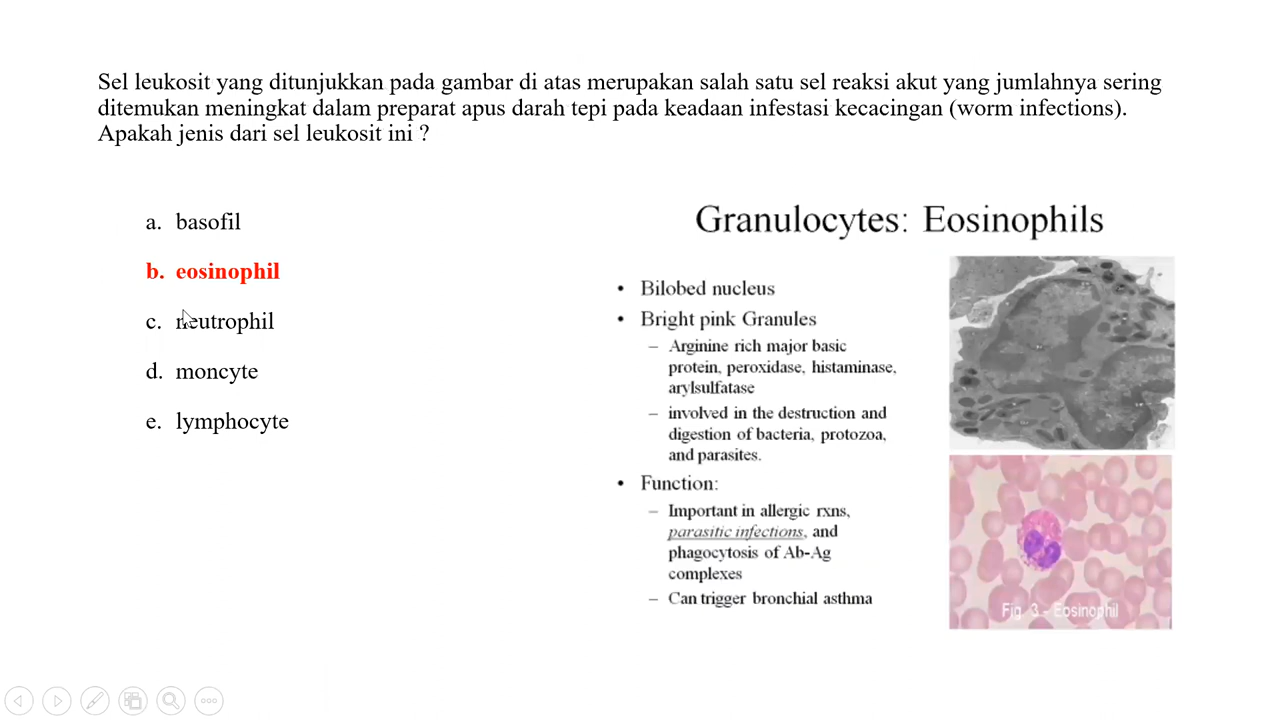 Sel leukosit yang ditunjukkan pada gambar di atas merupakan salah satu sel reaksi akut yang jumlahnya sering
ditemukan meningkat dalam preparat apus darah tepi pada keadaan infestasi kecacingan (worm infections).
Apakah jenis dari sel leukosit ini ?
a. basofil
b. eosinophil
c. neutrophil
d. moncyte
e. lymphocyte
Granulocytes: Eosinophils
• Bilobed nucleus
• Bright pink Granules
– Arginine rich major basic
protein, peroxidase, histaminase,
arylsulfatase
– involved in the destruction and
digestion of bacteria, protozoa,
and parasites.
• Function:
– Important in allergic rxns,
parasitic infections, and
phagocytosis of Ab-Ag
complexes
– Can trigger bronchial asthma
Fig. 3 - Eosinophil